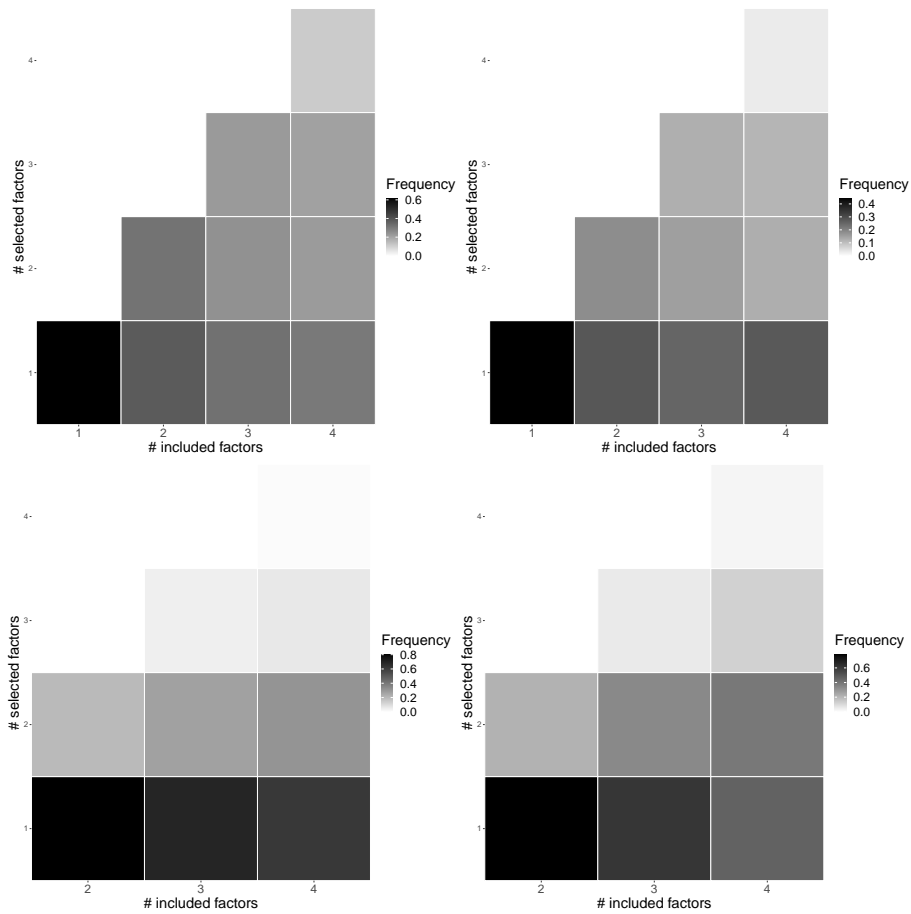 4
3
2
1
# selected factors
1 2 3 4
# included factors
Frequency
0.6
0.4
0.2
0.0
4
3
2
1
# selected factors
1 2 3 4
# included factors
Frequency
0.4
0.3
0.2
0.1
0.0
4
3
2
1
# selected factors
2 3 4
# included factors
Frequency
0.8
0.6
0.4
0.2
0.0
4
3
2
1
# selected factors
2 3 4
# included factors
Frequency
0.6
0.4
0.2
0.0